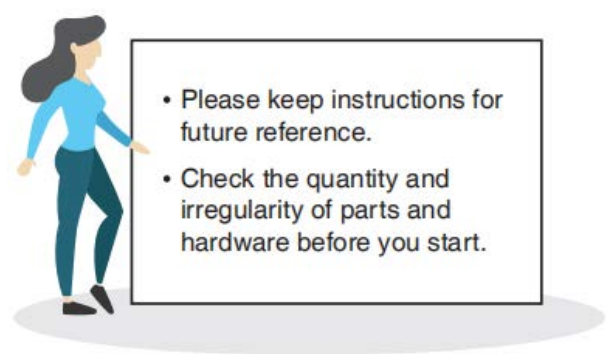 • Please keep instructions for
future reference.
• Check the quantity and
irregularity of parts and
hardware before you start.